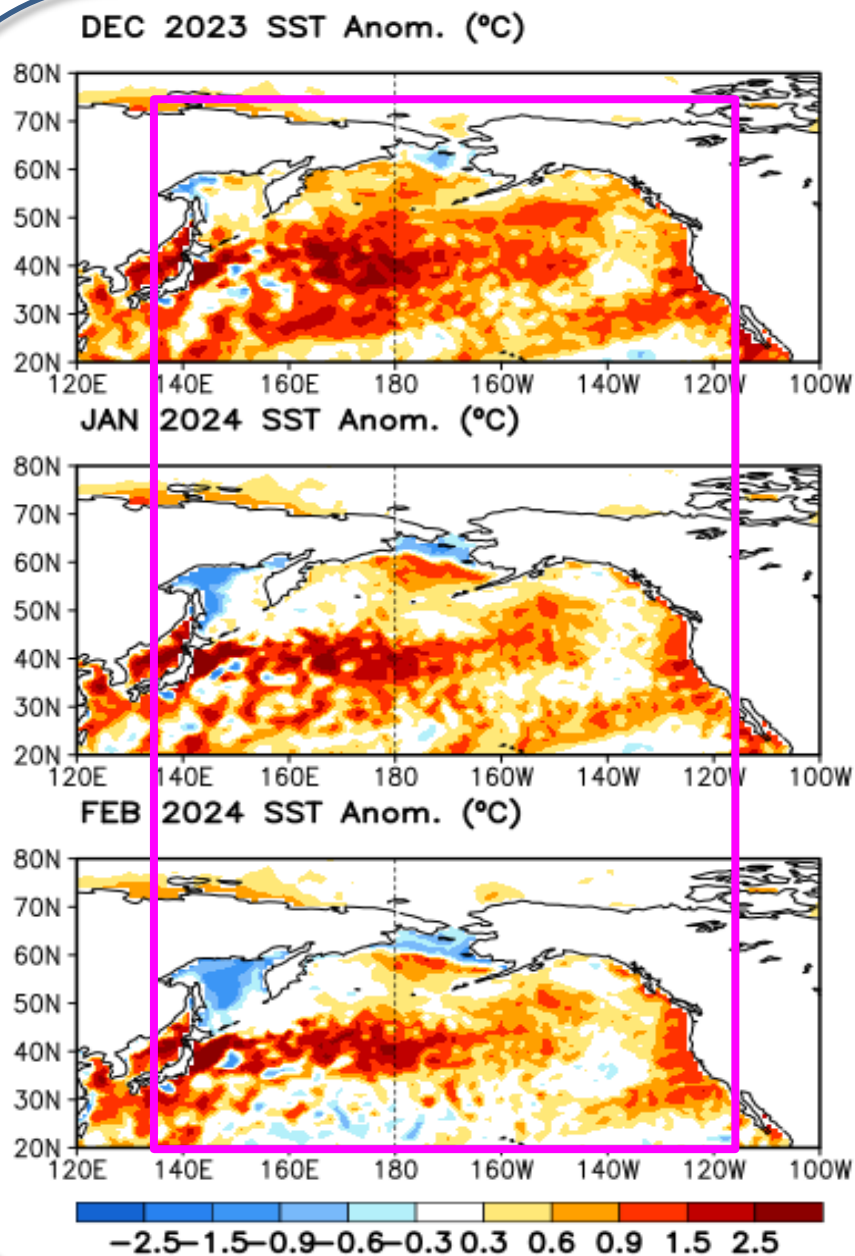 DEC 2023 SST Anom. (ºC)
80N
70N
60N
50N
40N
30N
20N
120E 140E 160E 180 160W 140W 120W 100W
JAN 2024 SST Anom. (ºC)
80N
70N
60N
50N
40N
30N
20N
120E 140E 160E 180 160W 140W 120W 100W
FEB 2024 SST Anom. (ºC)
80N
70N
60N
50N
40N
30N
20N
120E 140E 160E 180 160W 140W 120W 100W
-2.5 -1.5 -0.9 -0.6 -0.3 0.3 0.6 0.9 1.5 2.5